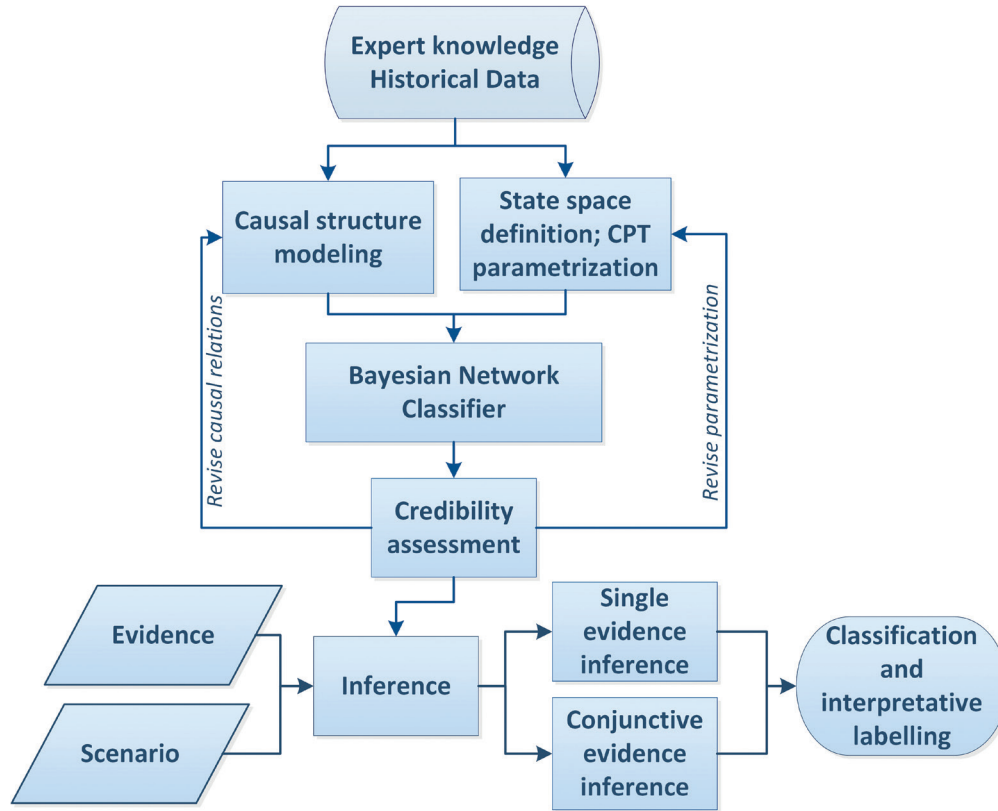 Expert knowledge
Historical Data
Causal structure
modeling
State space
definition; CPT
parametrization
Revise causal relations
Revise parametrization
Bayesian Network
Classifier
Credibility
assessment
Evidence
Scenario
Inference
Single
evidence
inference
Conjunctive
evidence
inference
Classification
and
interpretative
labelling